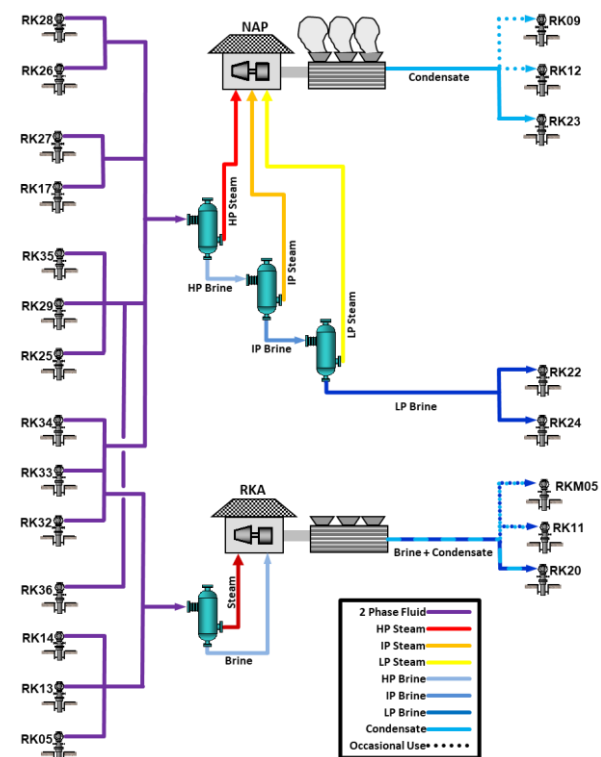 RK28
RK26
RK27
RK17
RK35
RK29
RK25
RK34
RK33
RK32
RK36
RK14
RK13
RK05
NAP
HP Steam
IP Steam
LP Steam
HP Brine
IP Brine
LP Brine
Condensate
RK09
RK12
RK23
RK22
RK24
RKA
Steam
Brine
Brine + Condensate
RKM05
RK11
RK20
2 Phase Fluid
HP Steam
IP Steam
LP Steam
HP Brine
IP Brine
LP Brine
Condensate
Occasional Use